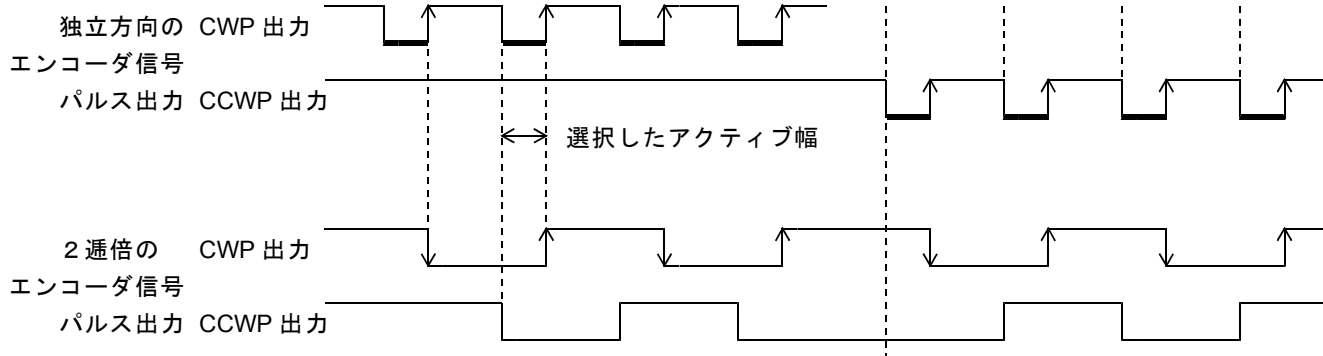 独立方向の CWP 出力
エンコーダ信号
パルス出力 CCWP 出力
選択したアクティブ幅
２逓倍の CWP 出力
エンコーダ信号
パルス出力 CCWP 出力